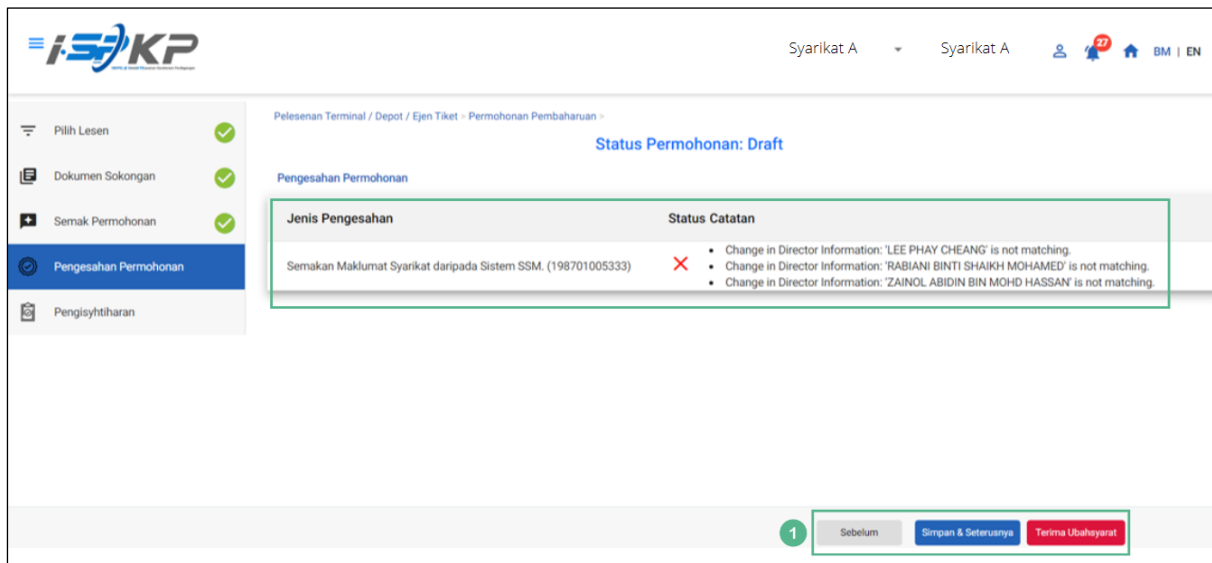 i-SPKP
Syarikat A
Syarikat A
27
BM | EN
Pilih Lesen
Dokumen Sokongan
Semak Permohonan
Pengesahan Permohonan
Pengisyhtiharan
Pelesenan Terminal / Depot / Ejen Tiket > Permohonan Pembaharuan >
Status Permohonan: Draft
Pengesahan Permohonan
Jenis Pengesahan
Status Catatan
Semakan Maklumat Syarikat daripada Sistem SSM. (198701005333)
• Change in Director Information: 'LEE PHAY CHEANG' is not matching.
• Change in Director Information: 'RABIANI BINTI SHAIKH MOHAMED' is not matching.
• Change in Director Information: 'ZAINOL ABIDIN BIN MOHD HASSAN' is not matching.
1
Sebelum
Simpan & Seterusnya
Terima Ubahsyarat